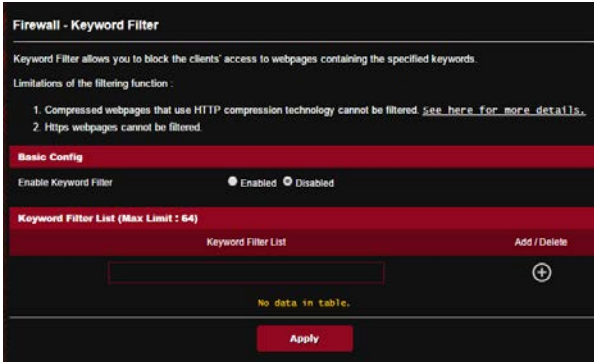 Firewall - Keyword Filter
Keyword Filter allows you to block the clients' access to webpages containing the specified keywords.
Limitations of the filtering function :
1. Compressed webpages that use HTTP compression technology cannot be filtered. See here for more details.
2. Https webpages cannot be filtered.
Basic Config
Enable Keyword Filter Enabled Disabled
Keyword Filter List (Max Limit : 64)
Keyword Filter List Add / Delete
No data in table.
Apply